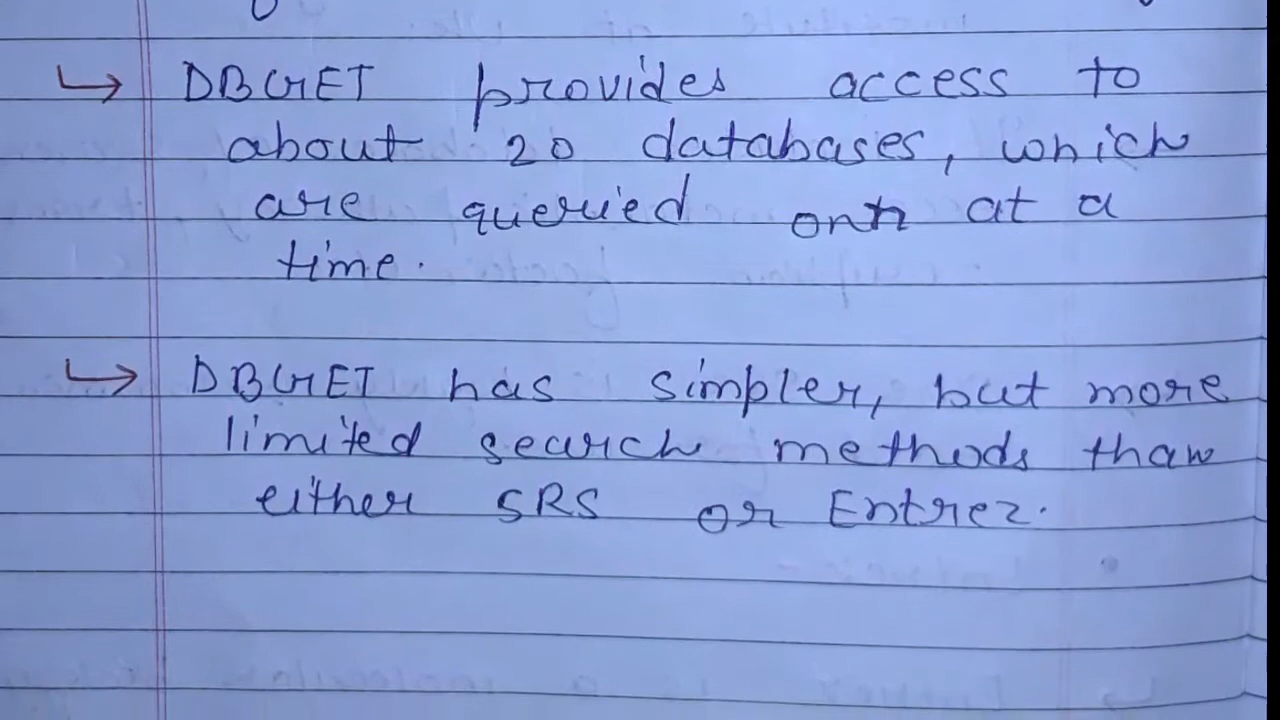 ↳ DBGET provides access to
about 20 databases, which
are queried onn at a
time.
↳ DBGET has simpler, but more
limited search methods than
either SRS or Entrez.